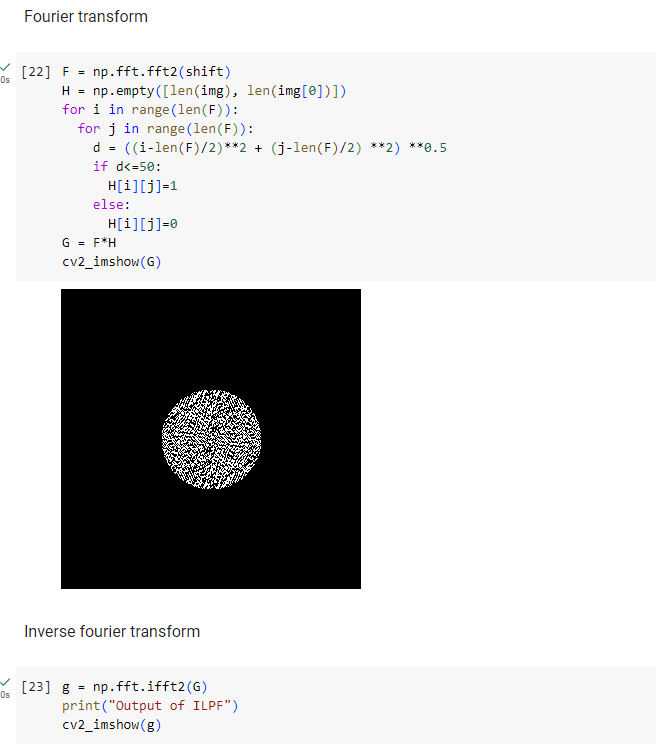 Fourier transform
[22] F = np.fft.fft2(shift)
0s
H = np.empty([len(img), len(img[0])])
for i in range(len(F)):
  for j in range(len(F)):
    d = ((i-len(F)/2)**2 + (j-len(F)/2) **2) **0.5
    if d<=50:
      H[i][j]=1
    else:
      H[i][j]=0
G = F*H
cv2_imshow(G)
Inverse fourier transform
[23] g = np.fft.ifft2(G)
0s
print("Output of ILPF")
cv2_imshow(g)